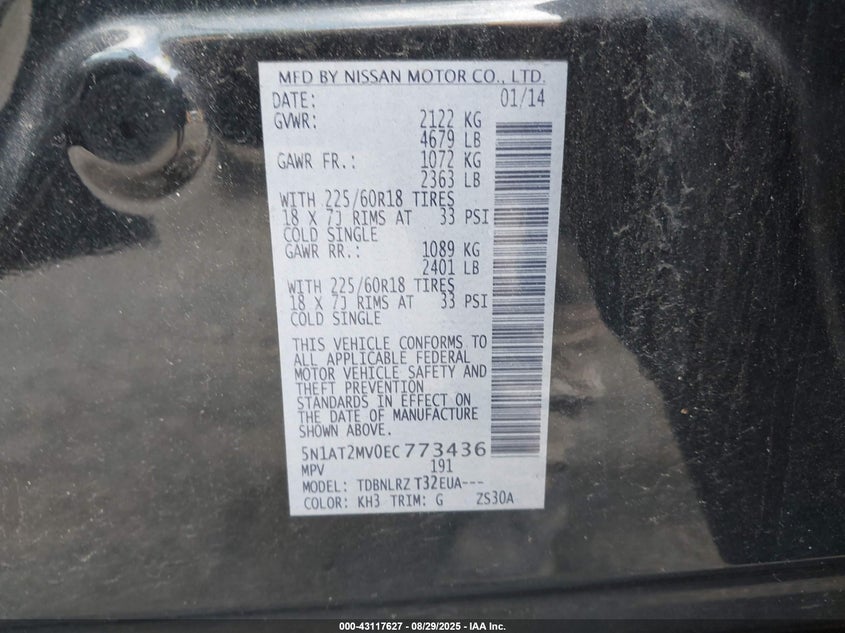 MFD BY NISSAN MOTOR CO., LTD.
DATE: 01/14
GVWR: 2122 KG
4679 LB
GAWR FR.: 1072 KG
2363 LB
WITH 225/60R18 TIRES
18 X 7J RIMS AT 33 PSI
COLD SINGLE
GAWR RR.: 1089 KG
2401 LB
WITH 225/60R18 TIRES
18 X 7J RIMS AT 33 PSI
COLD SINGLE
THIS VEHICLE CONFORMS TO
ALL APPLICABLE FEDERAL
MOTOR VEHICLE SAFETY AND
THEFT PREVENTION
STANDARDS IN EFFECT ON
THE DATE OF MANUFACTURE
SHOWN ABOVE.
5N1AT2MV0EC773436
MPV 191
MODEL: TDBNLRZ T32EUA---
COLOR: KH3 TRIM: G ZS30A
000-43117627 - 08/29/2025 - IAA Inc.